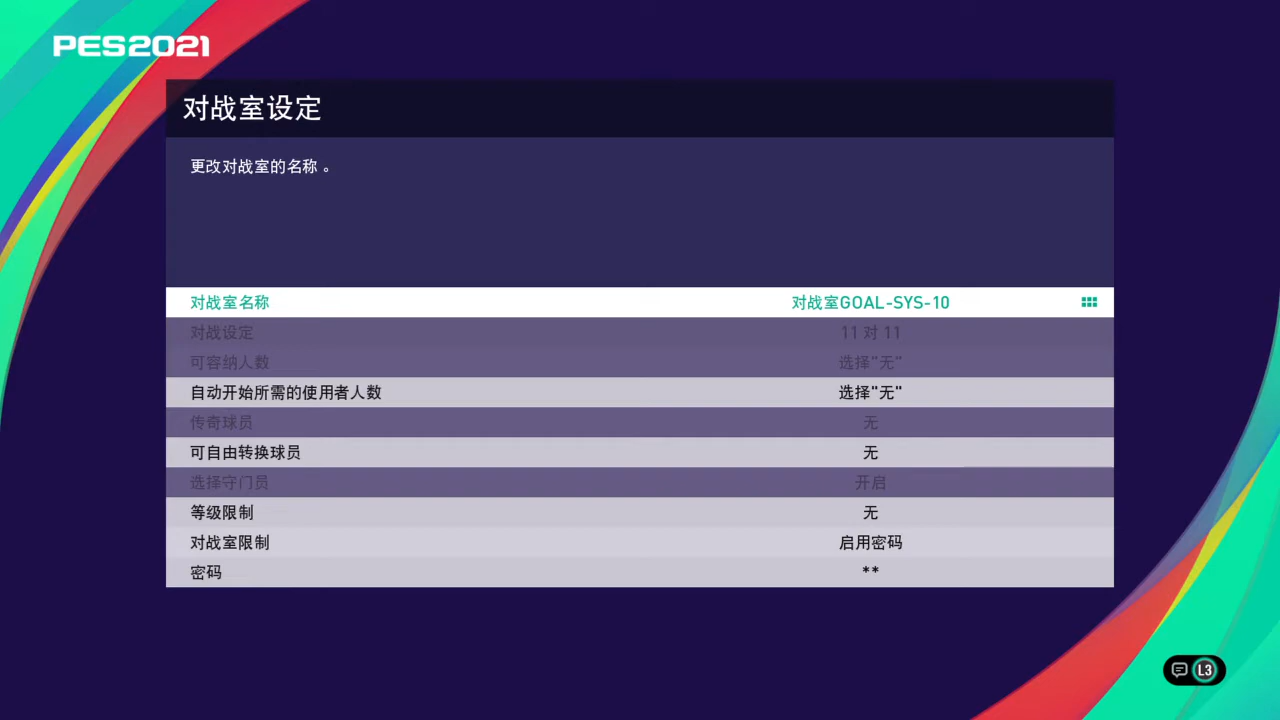 PES2021
对战室设定
更改对战室的名称。
对战室名称 对战室GOAL-SYS-10
对战设定 11 对 11
可容纳人数 选择"无"
自动开始所需的使用者人数 选择"无"
传奇球员 无
可自由转换球员 无
选择守门员 开启
等级限制 无
对战室限制 启用密码
密码 **
L3